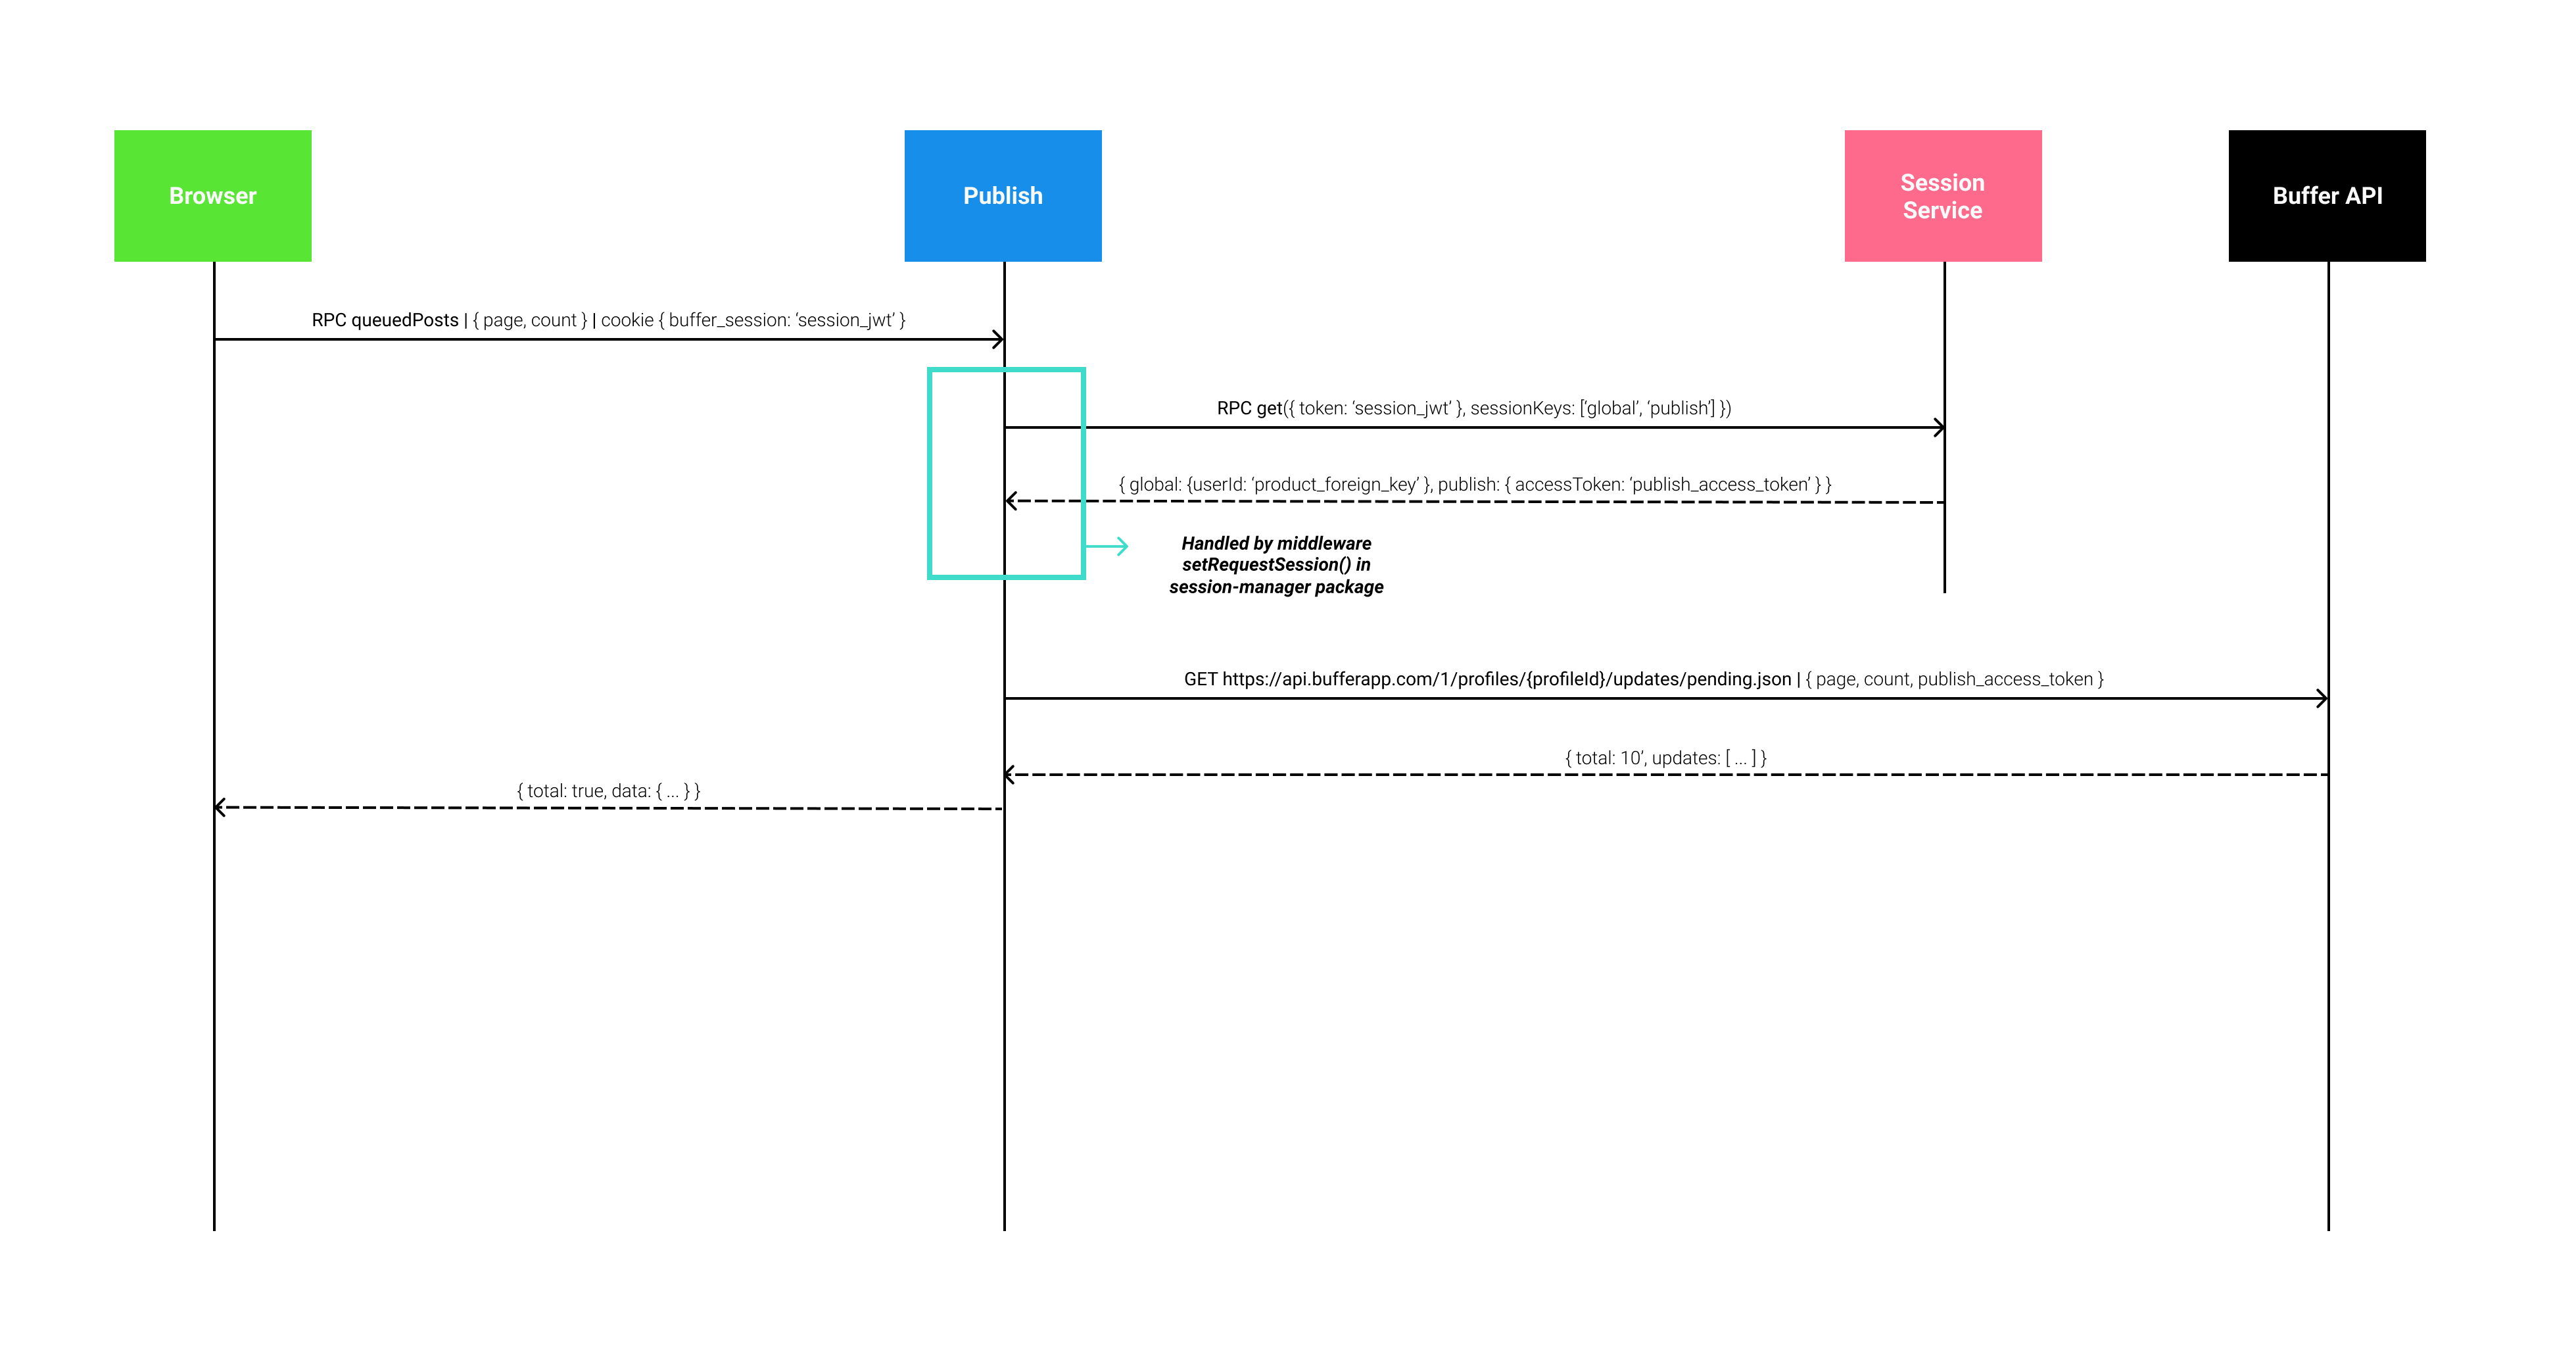 Browser
Publish
Session
Service
Buffer API
RPC queuedPosts | { page, count } | cookie { buffer_session: ‘session_jwt’ }
RPC get({ token: ‘session_jwt’ }, sessionKeys: [‘global’, ‘publish’] })
{ global: {userId: ‘product_foreign_key’ }, publish: { accessToken: ‘publish_access_token’ } }
Handled by middleware
setRequestSession() in
session-manager package
GET https://api.bufferapp.com/1/profiles/{profileId}/updates/pending.json | { page, count, publish_access_token }
{ total: 10’, updates: [ ... ] }
{ total: true, data: { ... } }